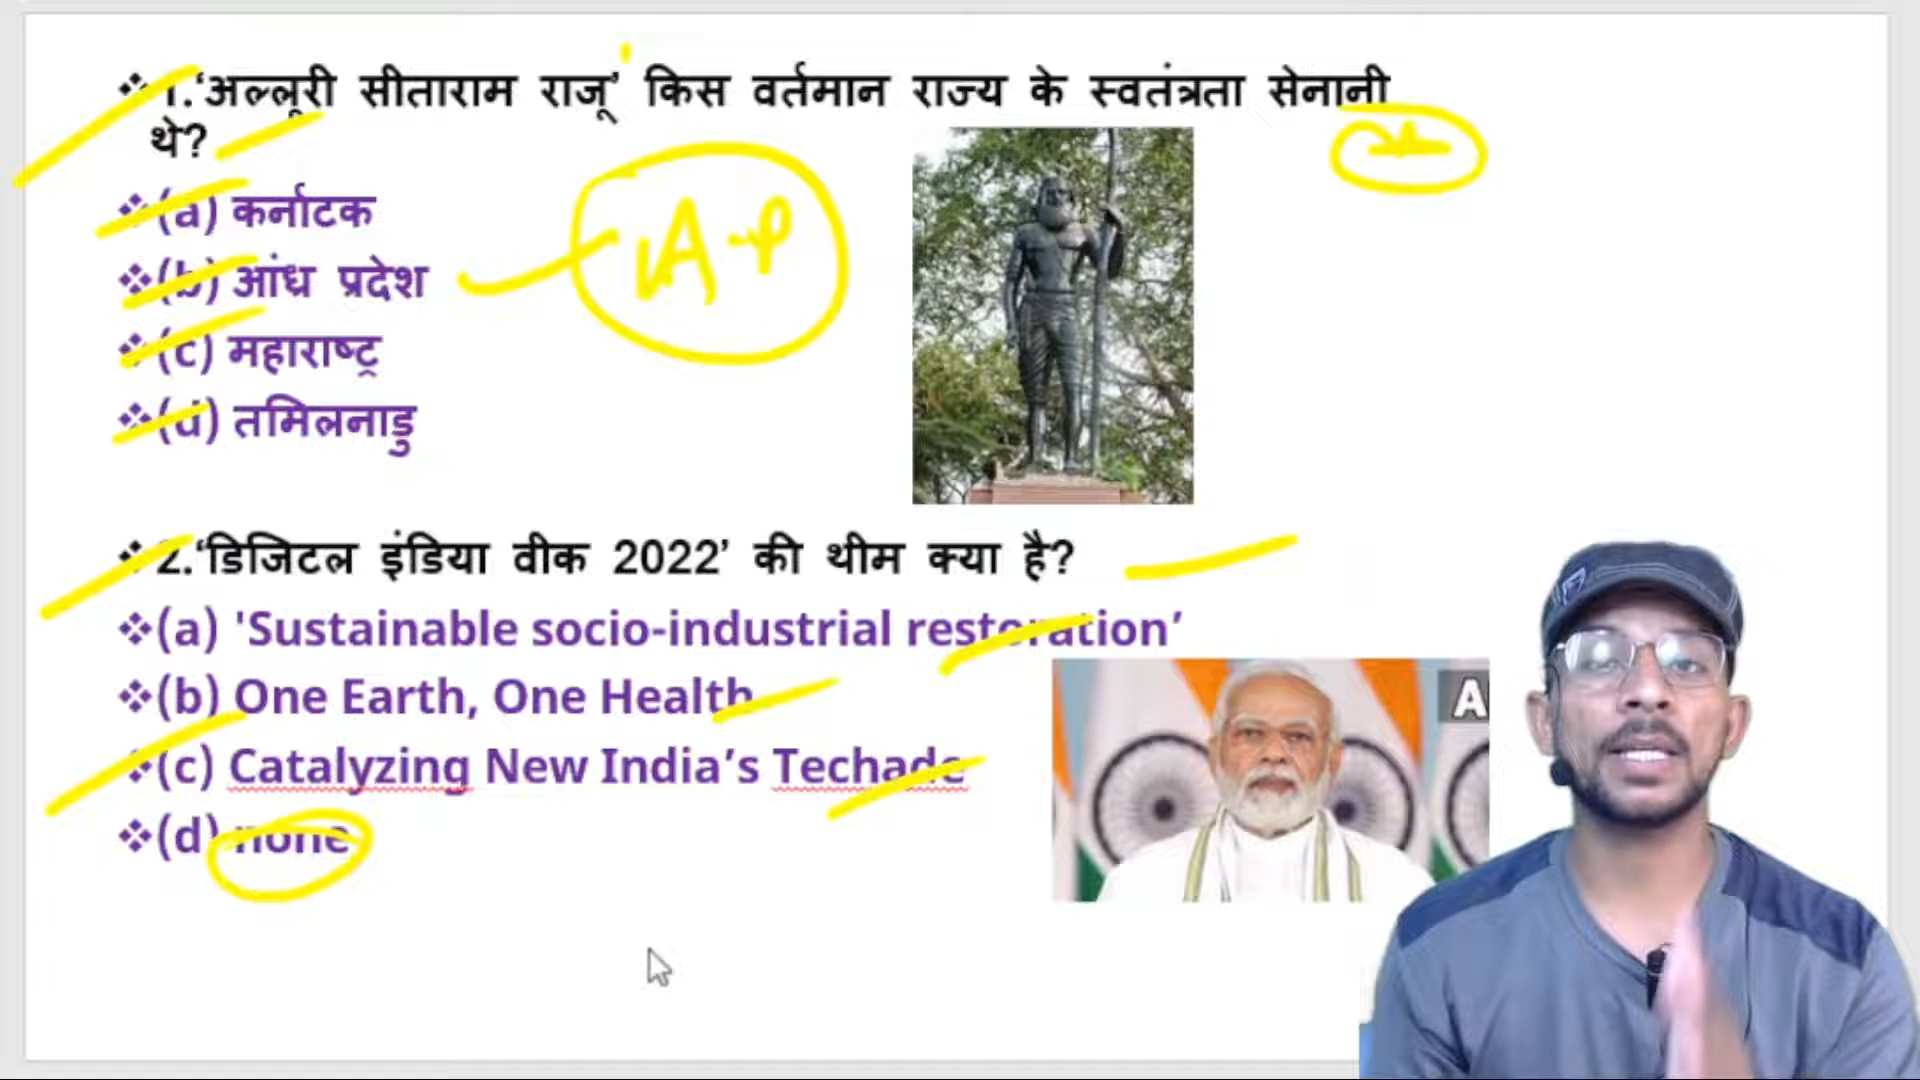 1.‘अल्लूरी सीताराम राजू’ किस वर्तमान राज्य के स्वतंत्रता सेनानी
थे?
(a) कर्नाटक
(b) आंध्र प्रदेश
A.P
(c) महाराष्ट्र
(d) तमिलनाडु
2.‘डिजिटल इंडिया वीक 2022’ की थीम क्या है?
(a) 'Sustainable socio-industrial restoration’
(b) One Earth, One Health
(c) Catalyzing New India’s Techade
(d) none
A